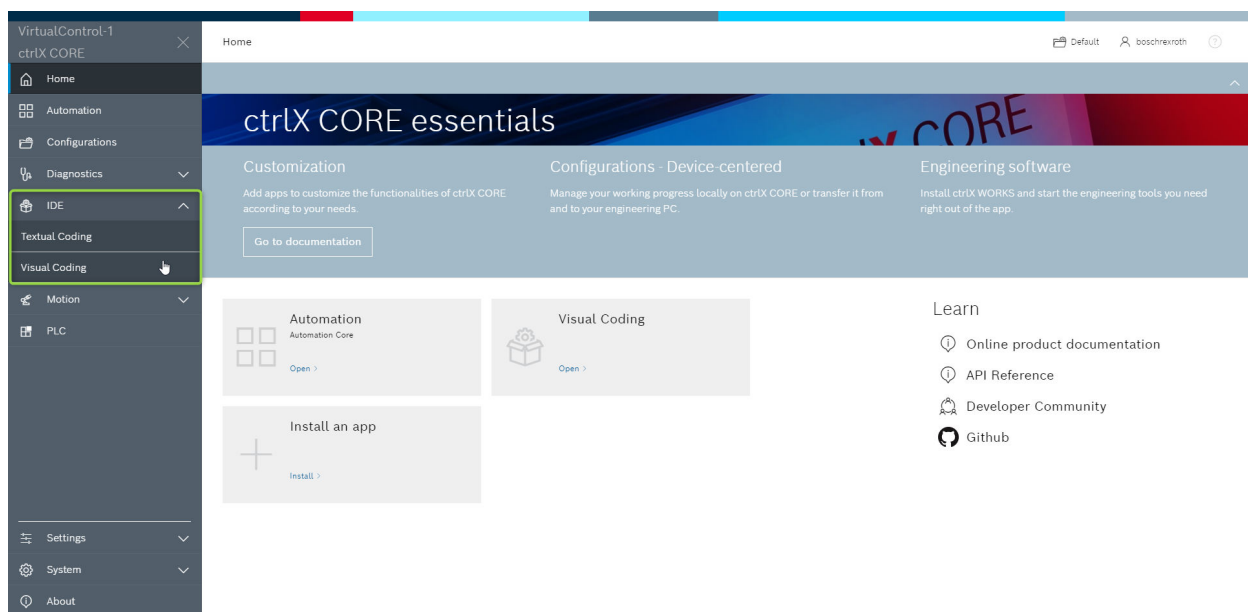 VirtualControl-1
ctrlX CORE
Home
Automation
Configurations
Diagnostics
IDE
Textual Coding
Visual Coding
Motion
PLC
Settings
System
About
Home
Default
boschrexroth
ctrlX CORE essentials
X CORE
Customization
Add apps to customize the functionalities of ctrlX CORE
according to your needs.
Go to documentation
Configurations - Device-centered
Manage your working progress locally on ctrlX CORE or transfer it from
and to your engineering PC.
Engineering software
Install ctrlX WORKS and start the engineering tools you need
right out of the app.
Automation
Automation Core
Open >
Visual Coding
Open >
Install an app
Install >
Learn
Online product documentation
API Reference
Developer Community
Github